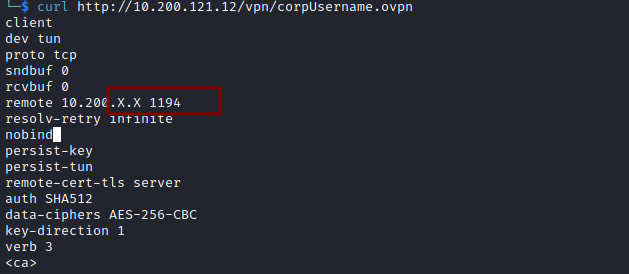 └─$ curl http://10.200.121.12/vpn/corpUsername.ovpn
client
dev tun
proto tcp
sndbuf 0
rcvbuf 0
remote 10.200.X.X 1194
resolv-retry infinite
nobind
persist-key
persist-tun
remote-cert-tls server
auth SHA512
data-ciphers AES-256-CBC
key-direction 1
verb 3
<ca>